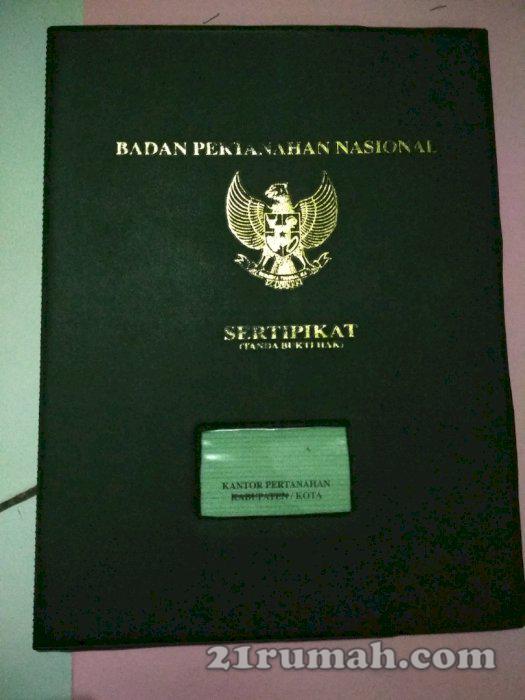 BADAN PERTANAHAN NASIONAL
SERTIPIKAT
(TANDA BUKTI HAK)
KANTOR PERTANAHAN
KABUPATEN / KOTA
21rumah.com